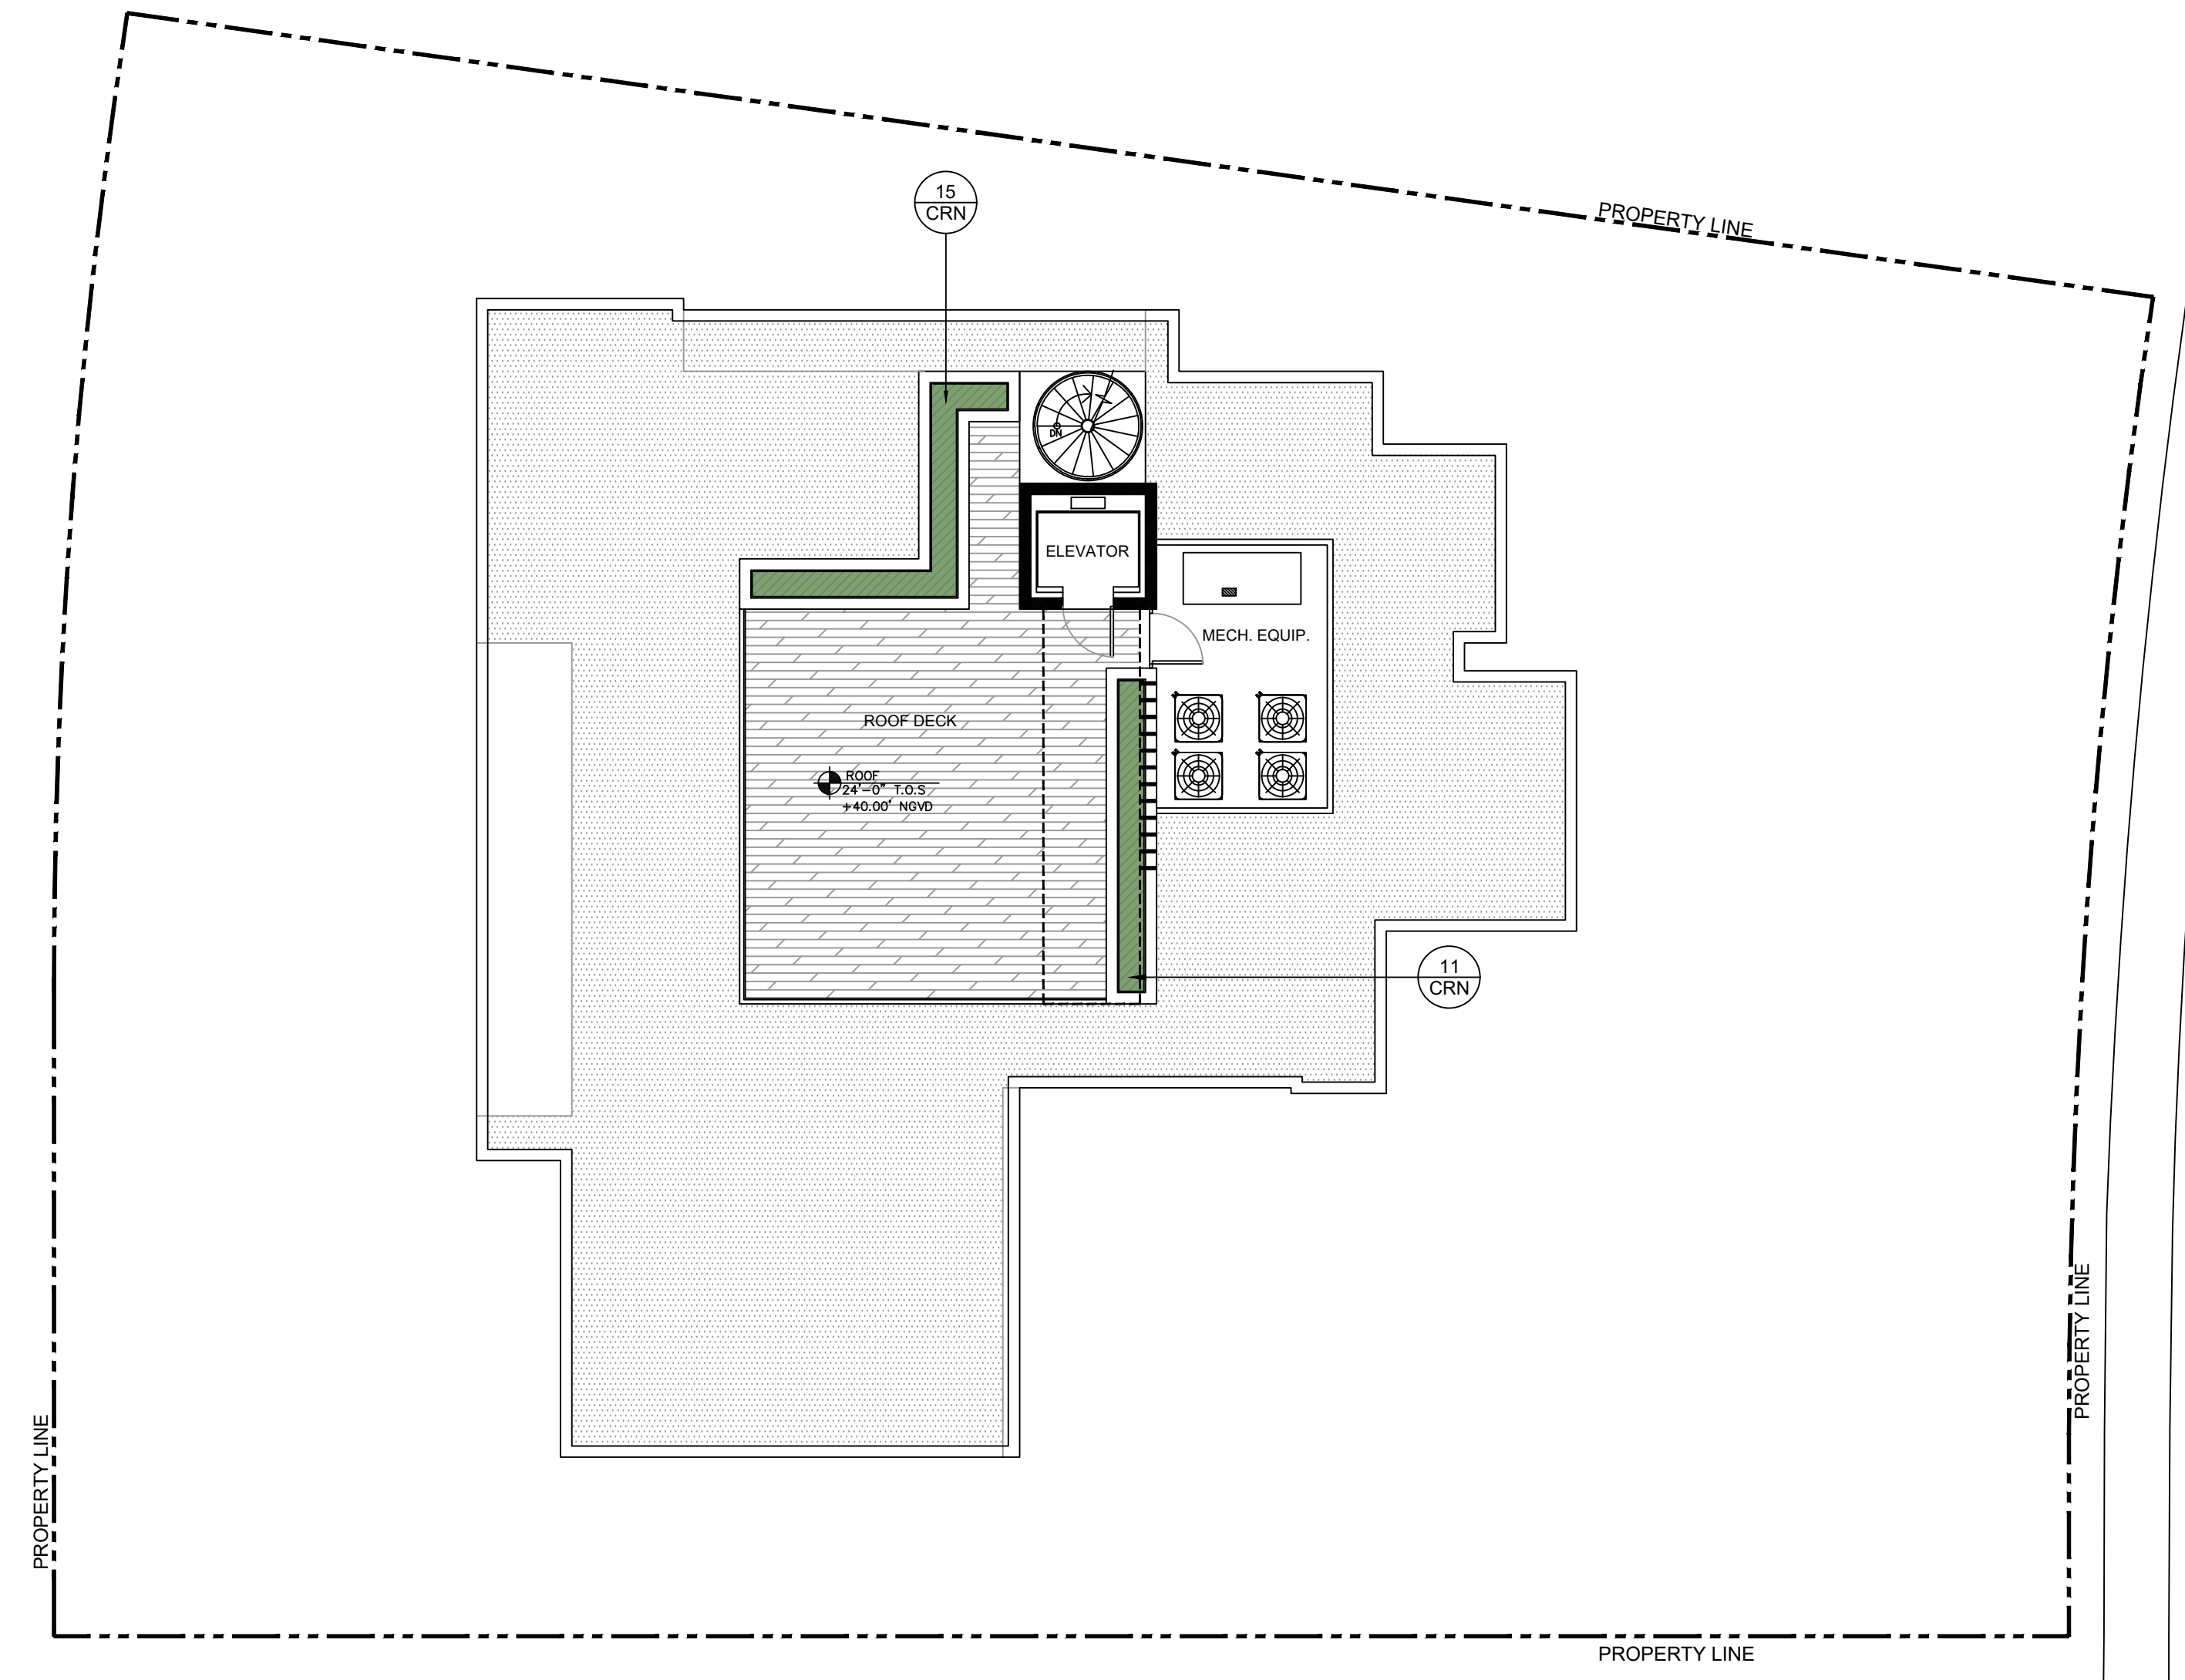 15
CRN
PROPERTY LINE
DN
ELEVATOR
MECH. EQUIP.
ROOF DECK
ROOF
24'-0" T.O.S
+40.00' NGVD
11
CRN
PROPERTY LINE
PROPERTY LINE
PROPERTY LINE